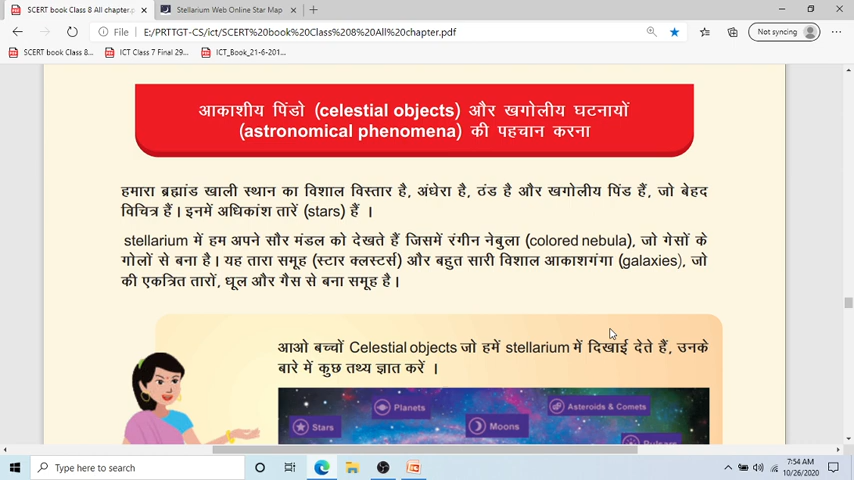 SCERT book Class 8 All chapter.p
Stellarium Web Online Star Map
File
E:/PRTTGT-CS/ict/SCERT%20book%20Class%208%20All%20chapter.pdf
Not syncing
SCERT book Class 8...
ICT Class 7 Final 29...
ICT_Book_21-6-201...
आकाशीय पिंडो (celestial objects) और खगोलीय घटनायों
(astronomical phenomena) की पहचान करना
हमारा ब्रह्मांड खाली स्थान का विशाल विस्तार है, अंधेरा है, ठंड है और खगोलीय पिंड हैं, जो बेहद
विचित्र हैं। इनमें अधिकांश तारें (stars) हैं ।
stellarium में हम अपने सौर मंडल को देखते हैं जिसमें रंगीन नेबुला (colored nebula), जो गेसों के
गोलों से बना है। यह तारा समूह (स्टार क्लस्टर्स) और बहुत सारी विशाल आकाशगंगा (galaxies), जो
की एकत्रित तारों, धूल और गैस से बना समूह है।
आओ बच्चों Celestial objects जो हमें stellarium में दिखाई देते हैं, उनके
बारे में कुछ तथ्य ज्ञात करें ।
Planets
Asteroids & Comets
Stars
Moons
Pulsars
Type here to search
7:54 AM
10/26/2020